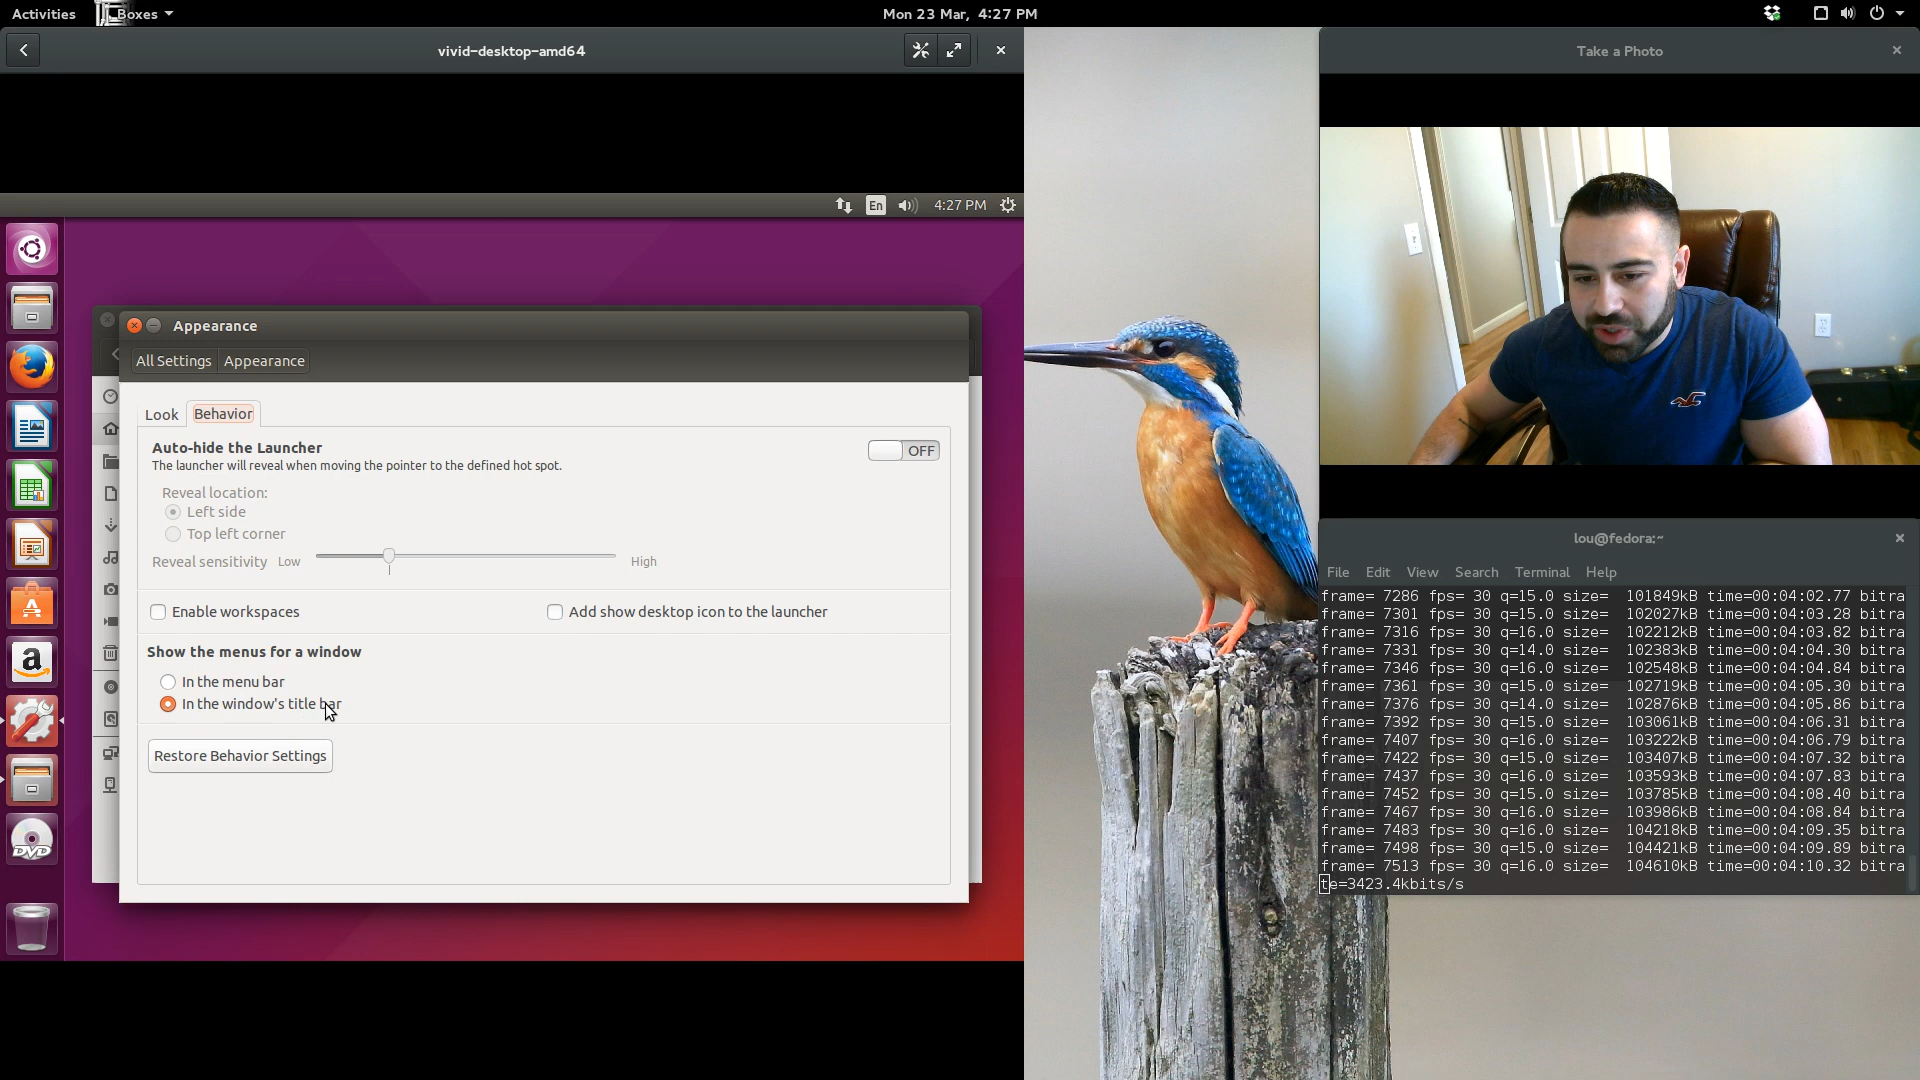 Activities
Boxes
Mon 23 Mar, 4:27 PM
vivid-desktop-amd64
Take a Photo
En
4:27 PM
Appearance
All Settings
Appearance
Look
Behavior
Auto-hide the Launcher
OFF
The launcher will reveal when moving the pointer to the defined hot spot.
Reveal location:
Left side
Top left corner
Reveal sensitivity Low High
Enable workspaces
Add show desktop icon to the launcher
Show the menus for a window
In the menu bar
In the window's title bar
Restore Behavior Settings
a
DVD
lou@fedora:~
File Edit View Search Terminal Help
frame= 7286 fps= 30 q=15.0 size=  101849kB time=00:04:02.77 bitra
frame= 7301 fps= 30 q=15.0 size=  102027kB time=00:04:03.28 bitra
frame= 7316 fps= 30 q=16.0 size=  102212kB time=00:04:03.82 bitra
frame= 7331 fps= 30 q=14.0 size=  102383kB time=00:04:04.30 bitra
frame= 7346 fps= 30 q=16.0 size=  102548kB time=00:04:04.84 bitra
frame= 7361 fps= 30 q=15.0 size=  102719kB time=00:04:05.30 bitra
frame= 7376 fps= 30 q=14.0 size=  102876kB time=00:04:05.86 bitra
frame= 7392 fps= 30 q=15.0 size=  103061kB time=00:04:06.31 bitra
frame= 7407 fps= 30 q=16.0 size=  103222kB time=00:04:06.79 bitra
frame= 7422 fps= 30 q=15.0 size=  103407kB time=00:04:07.32 bitra
frame= 7437 fps= 30 q=16.0 size=  103593kB time=00:04:07.83 bitra
frame= 7452 fps= 30 q=15.0 size=  103785kB time=00:04:08.40 bitra
frame= 7467 fps= 30 q=16.0 size=  103986kB time=00:04:08.84 bitra
frame= 7483 fps= 30 q=16.0 size=  104218kB time=00:04:09.35 bitra
frame= 7498 fps= 30 q=15.0 size=  104421kB time=00:04:09.89 bitra
frame= 7513 fps= 30 q=16.0 size=  104610kB time=00:04:10.32 bitra
te=3423.4kbits/s